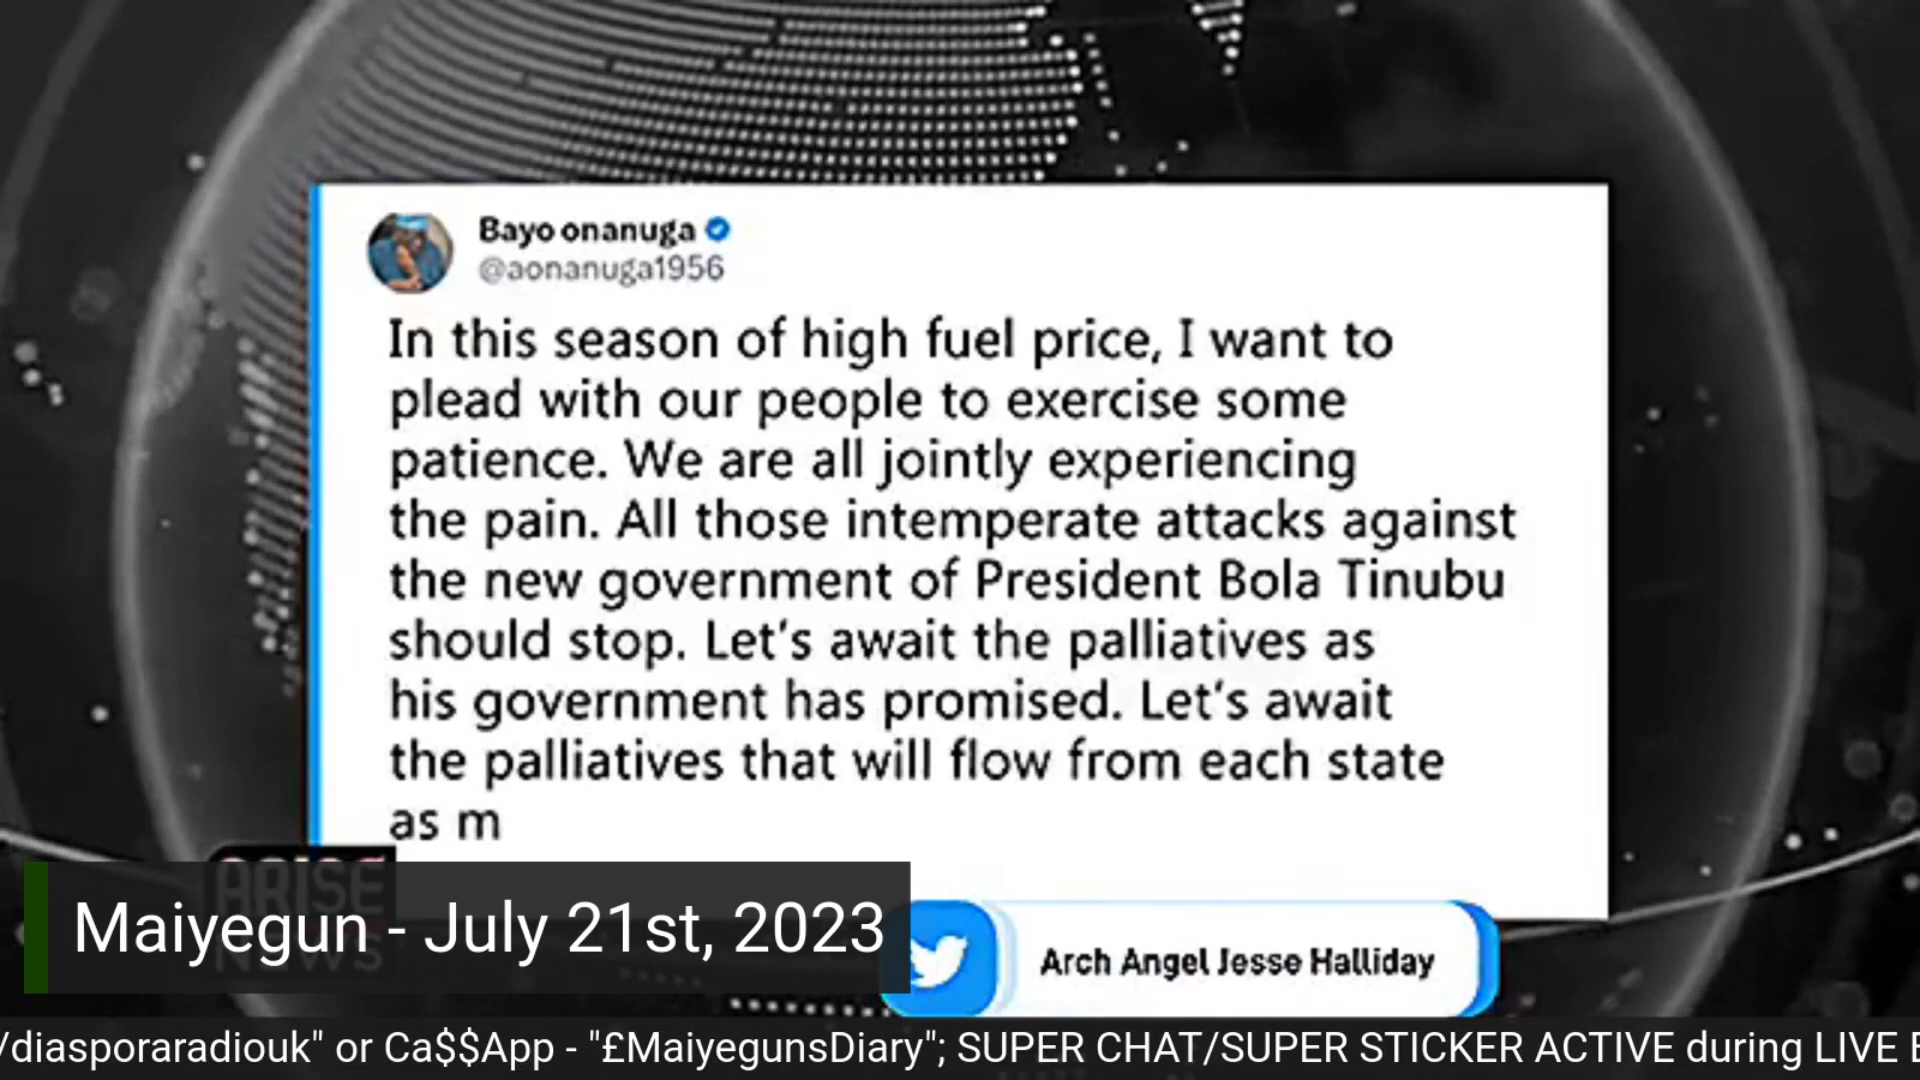 Bayo onanuga
@aonanuga1956
In this season of high fuel price, I want to
plead with our people to exercise some
patience. We are all jointly experiencing
the pain. All those intemperate attacks against
the new government of President Bola Tinubu
should stop. Let's await the palliatives as
his government has promised. Let's await
the palliatives that will flow from each state
as m
ARISE
NEWS
Maiyegun - July 21st, 2023
Arch Angel Jesse Halliday
/diasporaradiouk" or Ca$$App - "£MaiyegunsDiary"; SUPER CHAT/SUPER STICKER ACTIVE during LIVE